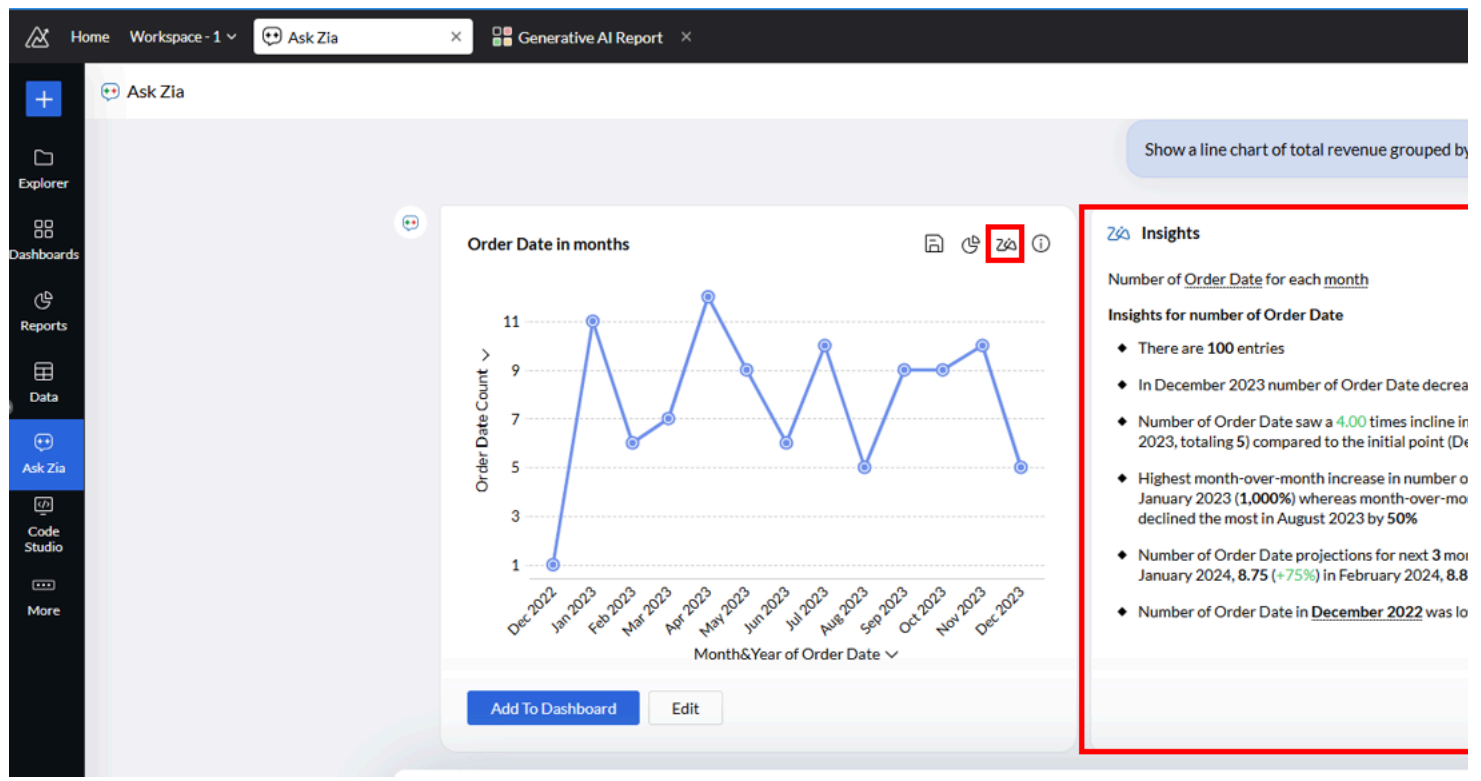 Home Workspace - 1 Ask Zia Generative AI Report
Ask Zia
Explorer
Dashboards
Reports
Data
Ask Zia
Code
Studio
More
Show a line chart of total revenue grouped by
Order Date in months
Zia
11
9
7
5
3
1
Order Date Count
Dec 2022 Jan 2023 Feb 2023 Mar 2023 Apr 2023 May 2023 Jun 2023 Jul 2023 Aug 2023 Sep 2023 Oct 2023 Nov 2023 Dec 2023
Month&Year of Order Date
Add To Dashboard Edit
Zia Insights
Number of Order Date for each month
Insights for number of Order Date
There are 100 entries
In December 2023 number of Order Date decrea
Number of Order Date saw a 4.00 times incline in
2023, totaling 5) compared to the initial point (De
Highest month-over-month increase in number o
January 2023 (1,000%) whereas month-over-mo
declined the most in August 2023 by 50%
Number of Order Date projections for next 3 mo
January 2024, 8.75 (+75%) in February 2024, 8.8
Number of Order Date in December 2022 was lo